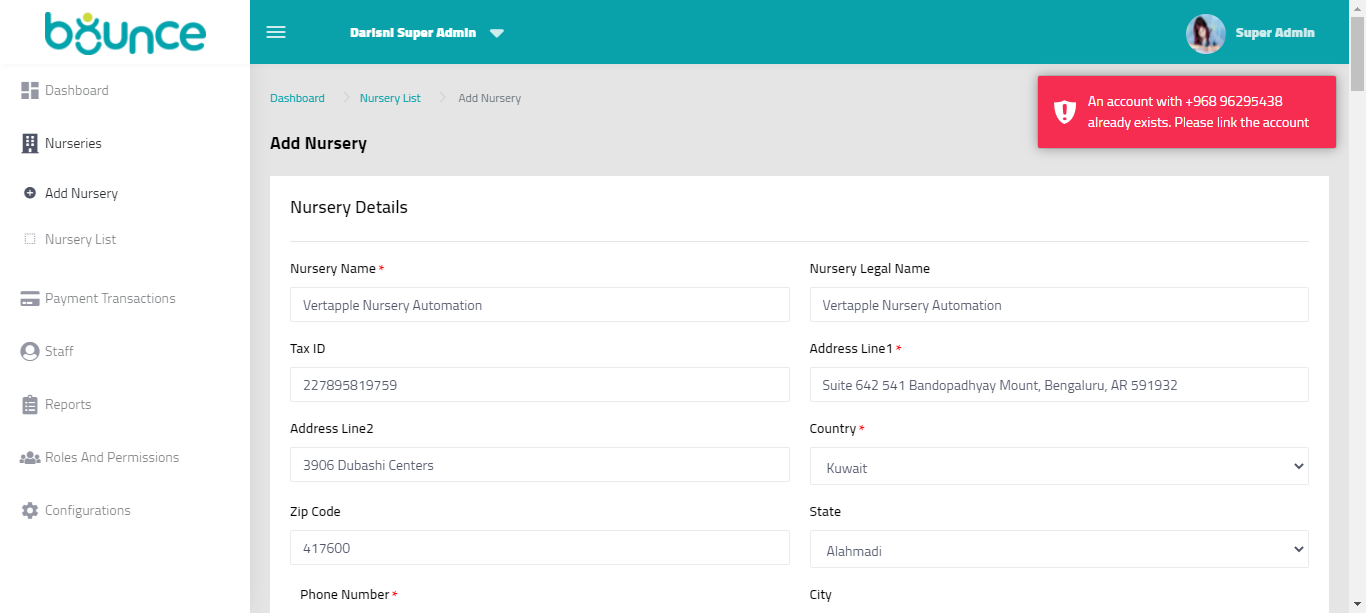 bounce
Darisni Super Admin
Super Admin
Dashboard
Nurseries
Add Nursery
Nursery List
Payment Transactions
Staff
Reports
Roles And Permissions
Configurations
Dashboard Nursery List Add Nursery
An account with +968 96295438
already exists. Please link the account
Add Nursery
Nursery Details
Nursery Name *
Vertapple Nursery Automation
Nursery Legal Name
Vertapple Nursery Automation
Tax ID
227895819759
Address Line1 *
Suite 642 541 Bandopadhyay Mount, Bengaluru, AR 591932
Address Line2
3906 Dubashi Centers
Country *
Kuwait
Zip Code
417600
State
Alahmadi
Phone Number *
City